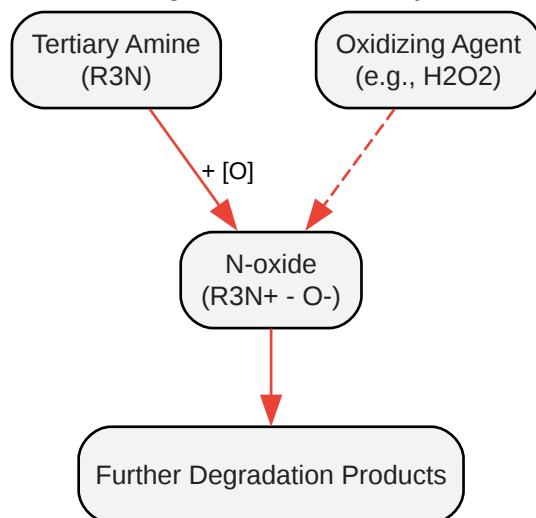 Tertiary Amine
(R3N)
Oxidizing Agent
(e.g., H2O2)
+ [O]
N-oxide
(R3N+ - O-)
Further Degradation Products